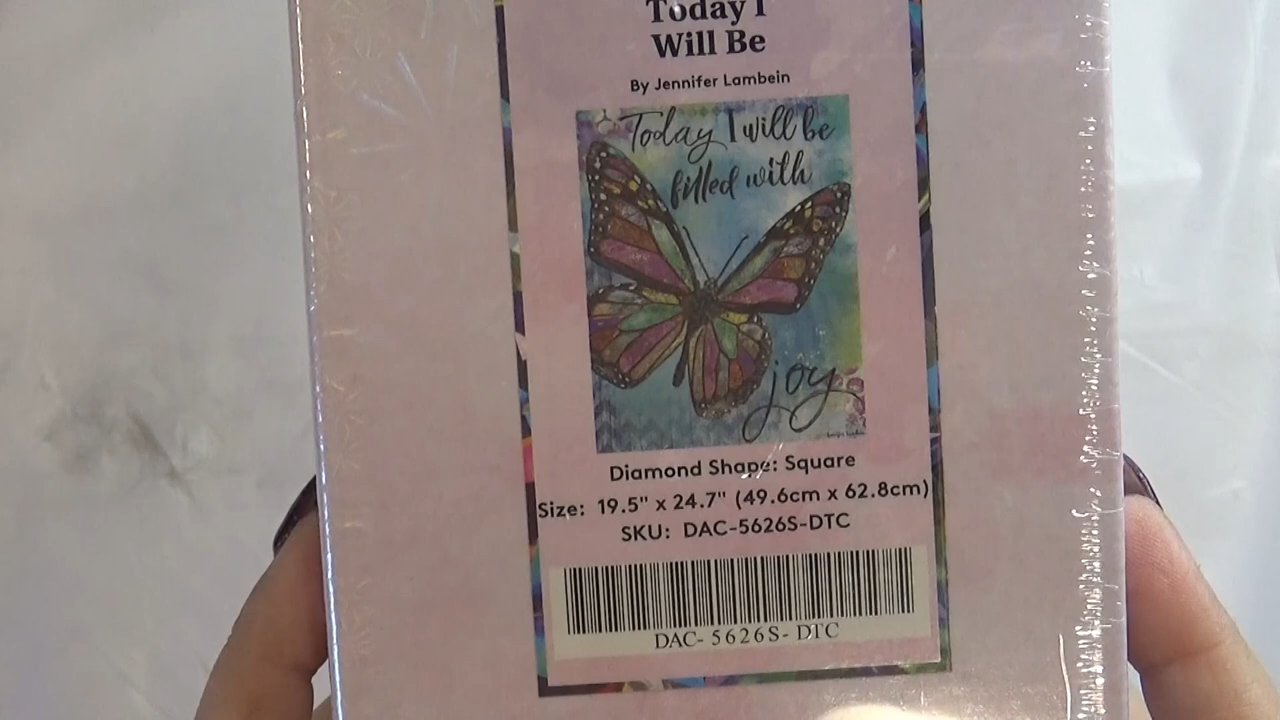 Today I
Will Be
By Jennifer Lambein
Today I will be
filled with
joy
Diamond Shape: Square
Size: 19.5" x 24.7" (49.6cm x 62.8cm)
SKU: DAC-5626S-DTC
DAC- 5626S- DTC